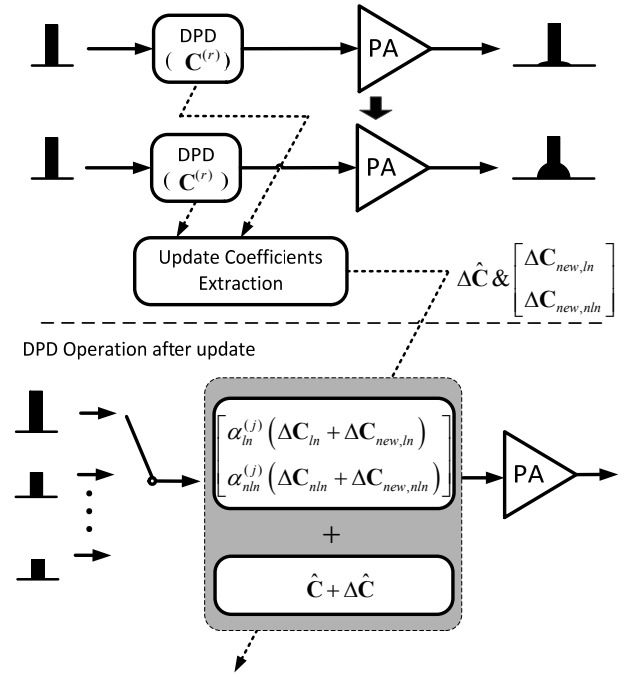 DPD
( C^(r) )
PA
DPD
( C^(r) )
PA
Update Coefficients
Extraction
ΔĈ & [ΔC_new,ln
ΔC_new,nln]
DPD Operation after update
[α_ln^(j) (ΔC_ln + ΔC_new,ln)
α_nln^(j) (ΔC_nln + ΔC_new,nln)]
PA
+
Ĉ + ΔĈ